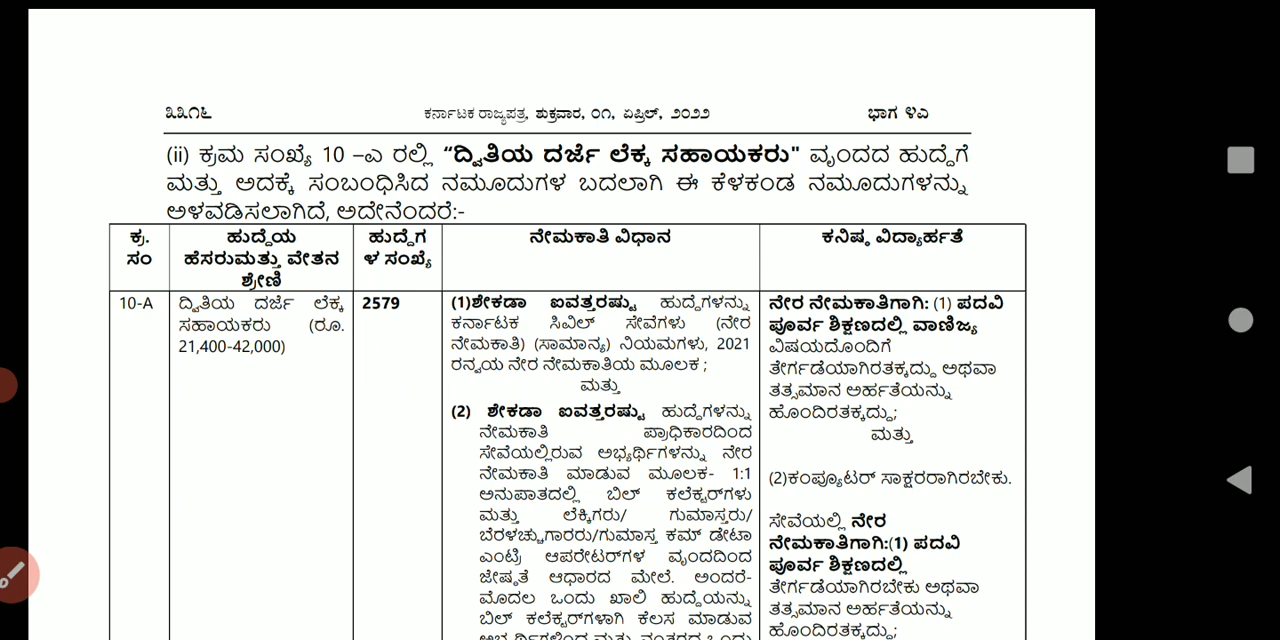 ೩೩೧೬ ಕರ್ನಾಟಕ ರಾಜ್ಯಪತ್ರ, ಶುಕ್ರವಾರ, ೦೧, ಏಪ್ರಿಲ್, ೨೦೨೨ ಭಾಗ ೪ಎ
(ii) ಕ್ರಮ ಸಂಖ್ಯೆ 10 –ಎ ರಲ್ಲಿ “ದ್ವಿತಿಯ ದರ್ಜೆ ಲೆಕ್ಕ ಸಹಾಯಕರು" ವೃಂದದ ಹುದ್ದೆಗೆ
ಮತ್ತು ಅದಕ್ಕೆ ಸಂಬಂಧಿಸಿದ ನಮೂದುಗಳ ಬದಲಾಗಿ ಈ ಕೆಳಕಂಡ ನಮೂದುಗಳನ್ನು
ಅಳವಡಿಸಲಾಗಿದೆ, ಅದೇನೆಂದರೆ:-
ಕ್ರ.
ಸಂ
ಹುದ್ದೆಯ
ಹೆಸರುಮತ್ತು ವೇತನ
ಶ್ರೇಣಿ
ಹುದ್ದೆಗ
ಳ ಸಂಖ್ಯೆ
ನೇಮಕಾತಿ ವಿಧಾನ
ಕನಿಷ್ಠ ವಿದ್ಯಾರ್ಹತೆ
10-A
ದ್ವಿತಿಯ ದರ್ಜೆ ಲೆಕ್ಕ
ಸಹಾಯಕರು (ರೂ.
21,400-42,000)
2579
(1)ಶೇಕಡಾ ಐವತ್ತರಷ್ಟು ಹುದ್ದೆಗಳನ್ನು
ಕರ್ನಾಟಕ ಸಿವಿಲ್ ಸೇವೆಗಳು (ನೇರ
ನೇಮಕಾತಿ) (ಸಾಮಾನ್ಯ) ನಿಯಮಗಳು, 2021
ರನ್ವಯ ನೇರ ನೇಮಕಾತಿಯ ಮೂಲಕ ;
ಮತ್ತು
(2) ಶೇಕಡಾ ಐವತ್ತರಷ್ಟು ಹುದ್ದೆಗಳನ್ನು
ನೇಮಕಾತಿ ಪ್ರಾಧಿಕಾರದಿಂದ
ಸೇವೆಯಲ್ಲಿರುವ ಅಭ್ಯರ್ಥಿಗಳನ್ನು ನೇರ
ನೇಮಕಾತಿ ಮಾಡುವ ಮೂಲಕ- 1:1
ಅನುಪಾತದಲ್ಲಿ ಬಿಲ್ ಕಲೆಕ್ಟರ್‌ಗಳು
ಮತ್ತು ಲೆಕ್ಕಿಗರು/ ಗುಮಾಸ್ತರು/
ಬೆರಳಚ್ಚುಗಾರರು/ಗುಮಾಸ್ತ ಕಮ್ ಡೇಟಾ
ಎಂಟ್ರಿ ಆಪರೇಟರ್‌ಗಳ ವೃಂದದಿಂದ
ಜೇಷ್ಠತೆ ಆಧಾರದ ಮೇಲೆ. ಅಂದರೆ-
ಮೊದಲ ಒಂದು ಖಾಲಿ ಹುದ್ದೆಯನ್ನು
ಬಿಲ್ ಕಲೆಕ್ಟರ್‌ಗಳಾಗಿ ಕೆಲಸ ಮಾಡುವ
ನೇರ ನೇಮಕಾತಿಗಾಗಿ: (1) ಪದವಿ
ಪೂರ್ವ ಶಿಕ್ಷಣದಲ್ಲಿ ವಾಣಿಜ್ಯ
ವಿಷಯದೊಂದಿಗೆ
ತೇರ್ಗಡೆಯಾಗಿರತಕ್ಕದ್ದು ಅಥವಾ
ತತ್ಸಮಾನ ಅರ್ಹತೆಯನ್ನು
ಹೊಂದಿರತಕ್ಕದ್ದು;
ಮತ್ತು
(2)ಕಂಪ್ಯೂಟರ್ ಸಾಕ್ಷರರಾಗಿರಬೇಕು.
ಸೇವೆಯಲ್ಲಿ ನೇರ
ನೇಮಕಾತಿಗಾಗಿ:(1) ಪದವಿ
ಪೂರ್ವ ಶಿಕ್ಷಣದಲ್ಲಿ
ತೇರ್ಗಡೆಯಾಗಿರಬೇಕು ಅಥವಾ
ತತ್ಸಮಾನ ಅರ್ಹತೆಯನ್ನು
ಹೊಂದಿರತಕ್ಕದ್ದು;